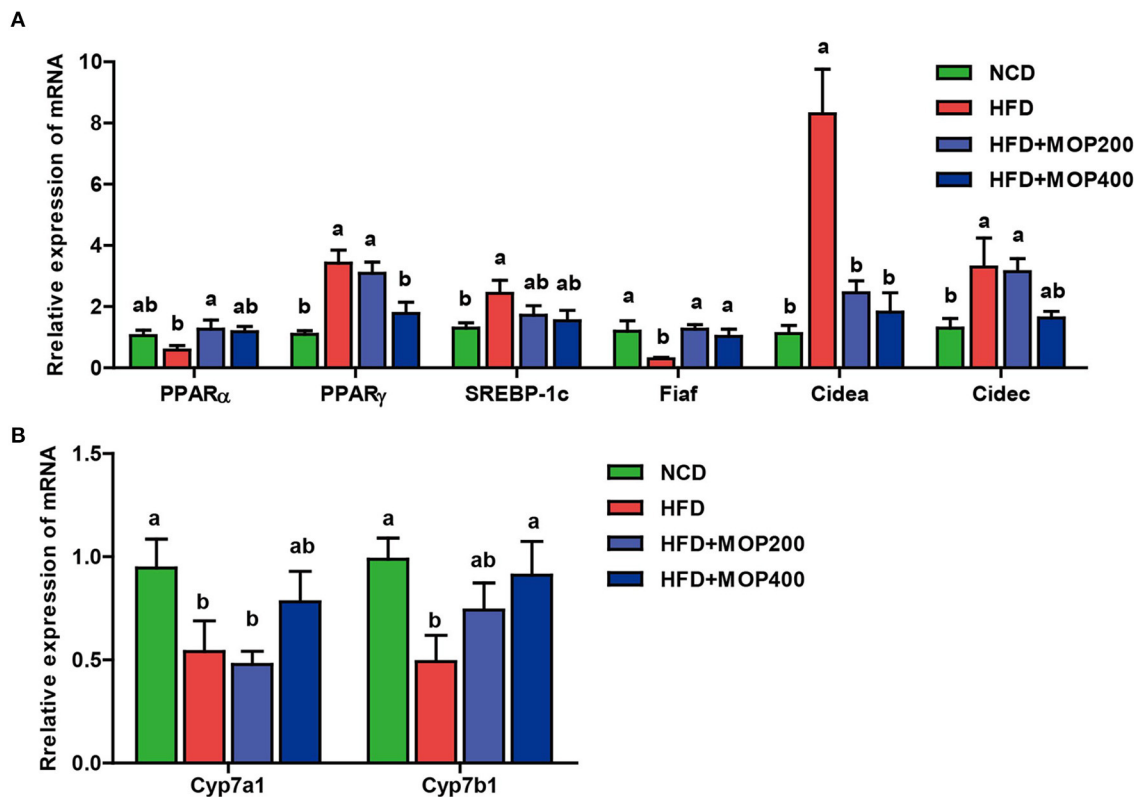 A
Rrelative expression of mRNA
10
8
6
4
2
0
ab b a ab
b a a b
b a ab ab
a b a a
b a b b
b a a ab
PPARα PPARγ SREBP-1c Fiaf Cidea Cidec
NCD
HFD
HFD+MOP200
HFD+MOP400
B
Rrelative expression of mRNA
1.5
1.0
0.5
0.0
a b b ab
a b ab a
Cyp7a1 Cyp7b1
NCD
HFD
HFD+MOP200
HFD+MOP400